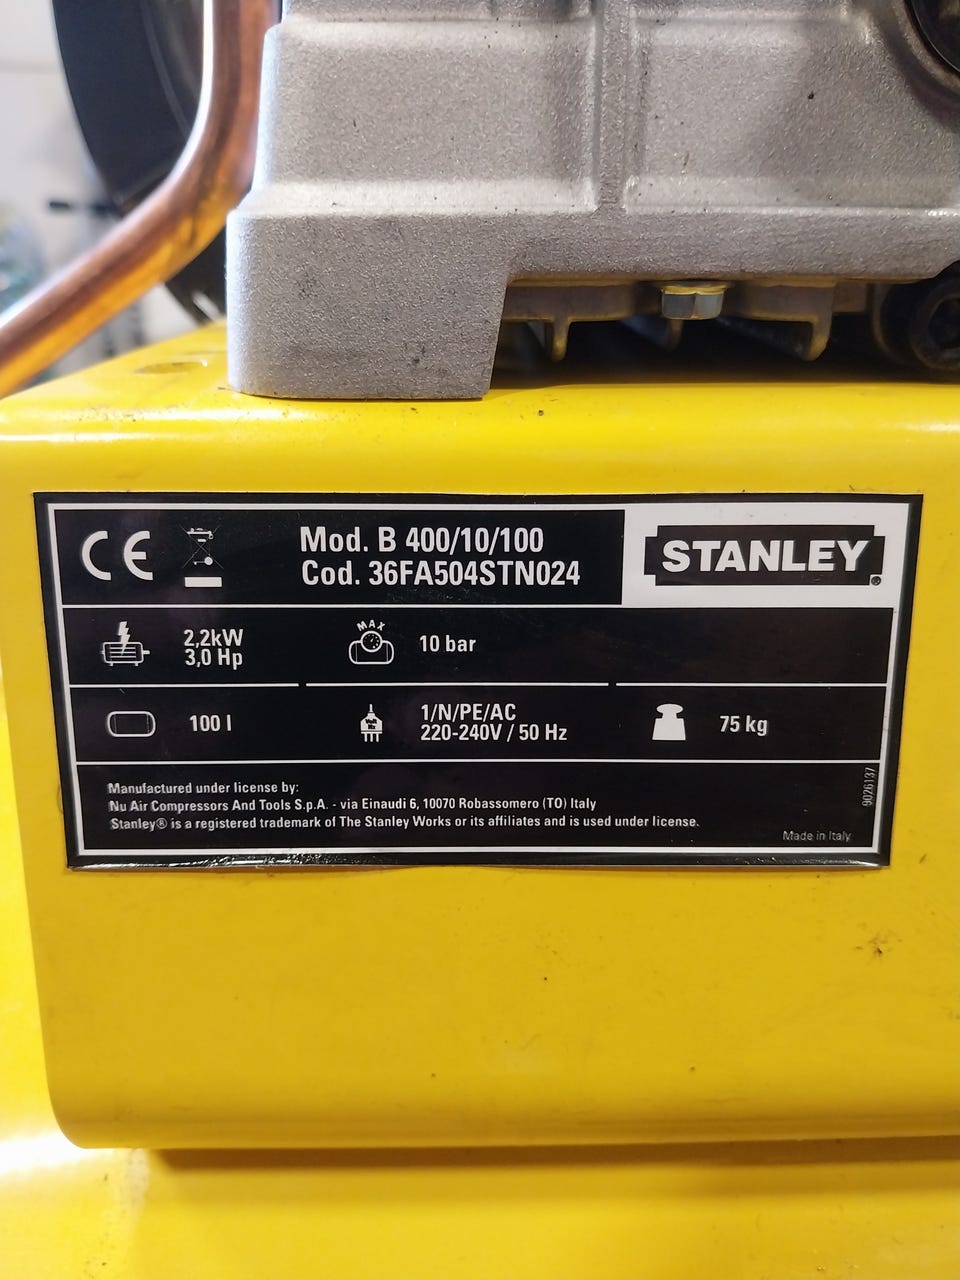 CE
Mod. B 400/10/100
Cod. 36FA504STN024
STANLEY®
2,2kW
3,0 Hp
MAX
10 bar
100 l
1/N/PE/AC
220-240V / 50 Hz
75 kg
Manufactured under license by:
Nu Air Compressors And Tools S.p.A. - via Einaudi 6, 10070 Robassomero (TO) Italy
Stanley® is a registered trademark of The Stanley Works or its affiliates and is used under license.
9026137
Made in Italy